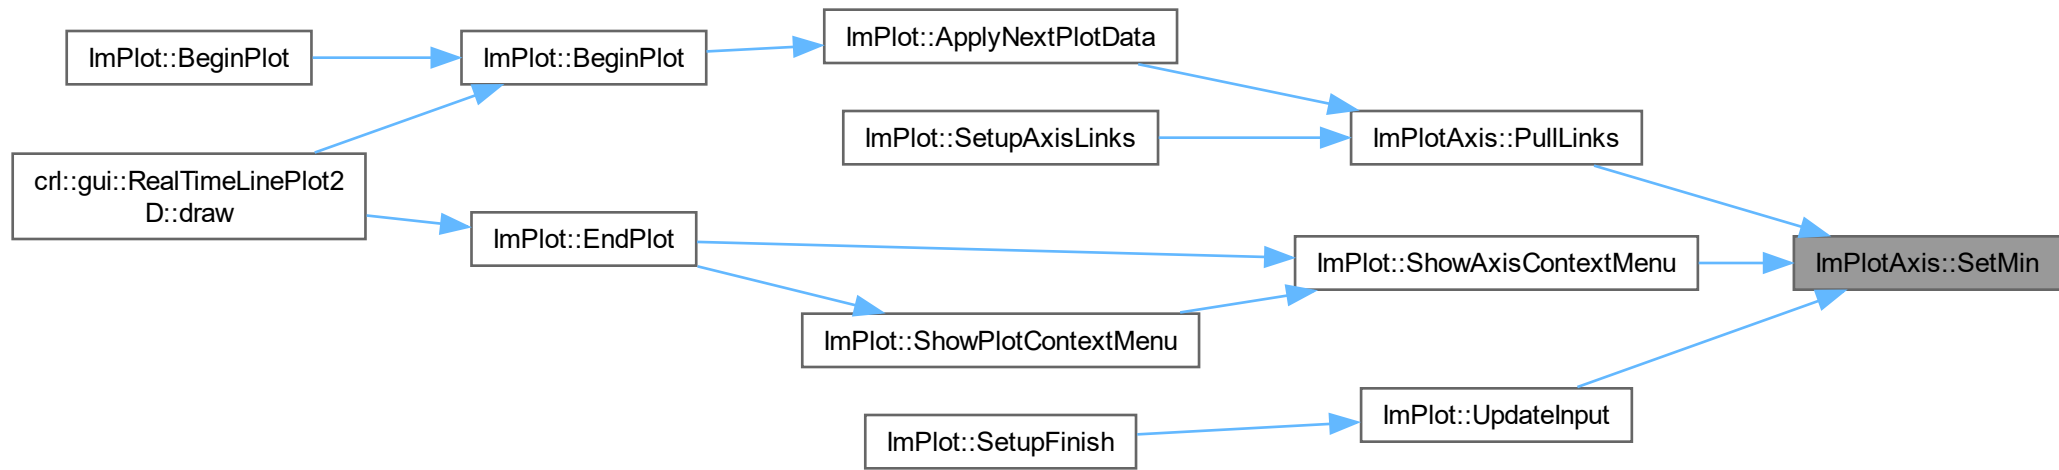 ImPlot::BeginPlot
ImPlot::BeginPlot
ImPlot::ApplyNextPlotData
ImPlot::SetupAxisLinks
ImPlotAxis::PullLinks
crl::gui::RealTimeLinePlot2
D::draw
ImPlot::EndPlot
ImPlot::ShowAxisContextMenu
ImPlotAxis::SetMin
ImPlot::ShowPlotContextMenu
ImPlot::UpdateInput
ImPlot::SetupFinish